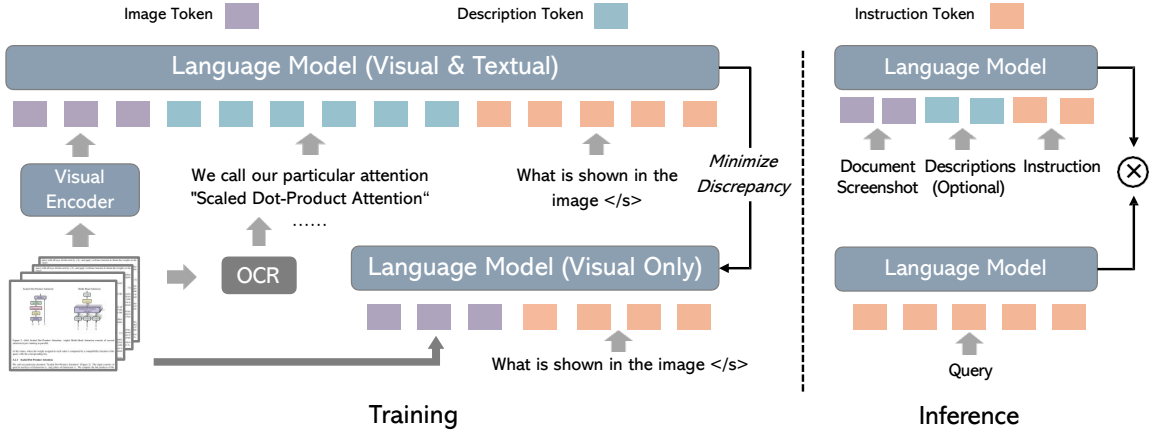 Image Token
Description Token
Instruction Token
Language Model (Visual & Textual)
Visual
Encoder
We call our particular attention
"Scaled Dot-Product Attention“
......
What is shown in the
image </s>
Minimize
Discrepancy
OCR
Language Model (Visual Only)
What is shown in the image </s>
Training
Language Model
Document
Screenshot
Descriptions
(Optional)
Instruction
Language Model
Query
Inference